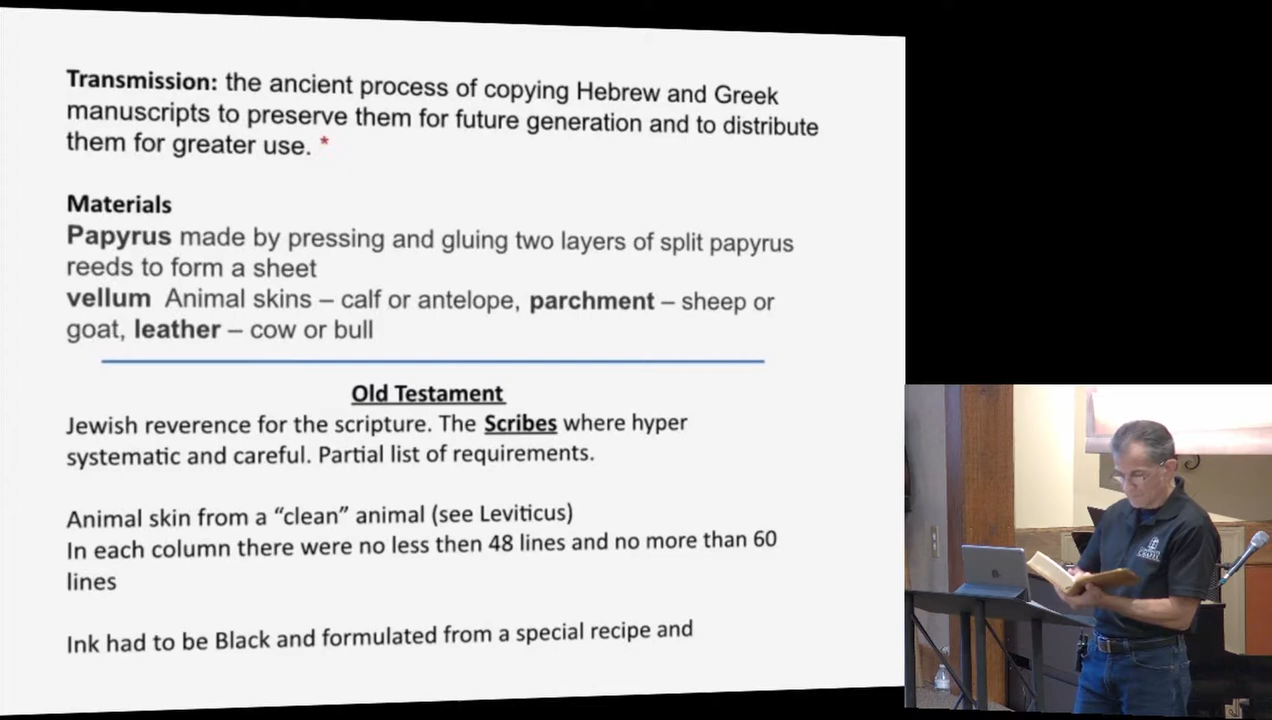 Transmission: the ancient process of copying Hebrew and Greek
manuscripts to preserve them for future generation and to distribute
them for greater use. *
Materials
Papyrus made by pressing and gluing two layers of split papyrus
reeds to form a sheet
vellum Animal skins – calf or antelope, parchment – sheep or
goat, leather – cow or bull
Old Testament
Jewish reverence for the scripture. The Scribes where hyper
systematic and careful. Partial list of requirements.
Animal skin from a “clean” animal (see Leviticus)
In each column there were no less then 48 lines and no more than 60
lines
Ink had to be Black and formulated from a special recipe and